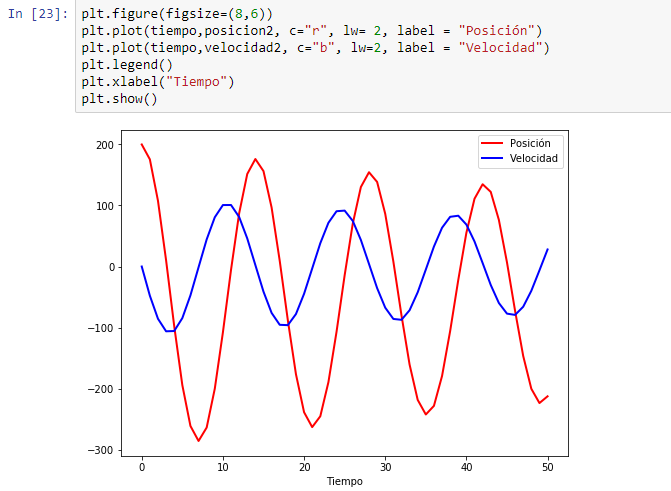 In [23]: plt.figure(figsize=(8,6))
plt.plot(tiempo,posicion2, c="r", lw= 2, label = "Posición")
plt.plot(tiempo,velocidad2, c="b", lw=2, label = "Velocidad")
plt.legend()
plt.xlabel("Tiempo")
plt.show()
Posición
Velocidad
200
100
0
−100
−200
−300
0 10 20 30 40 50
Tiempo